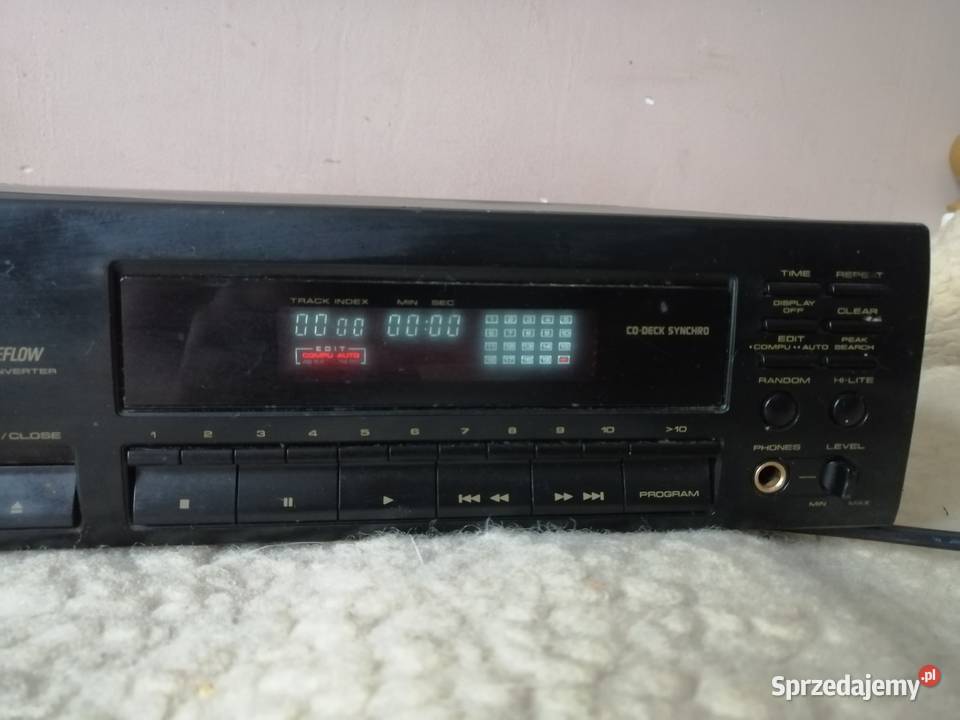 TRACK INDEX MIN SEC
00 00 00:00
EDIT
COMPU AUTO
CD-DECK SYNCHRO
TIME REPEAT
DISPLAY OFF CLEAR
EDIT
•COMPU ••AUTO
PEAK SEARCH
RANDOM HI-LITE
PHONES LEVEL
MIN MAX
EFLOW
NVERTER
/CLOSE
1 2 3 4 5 6 7 8 9 10 >10
PROGRAM
Sprzedajemy.pl